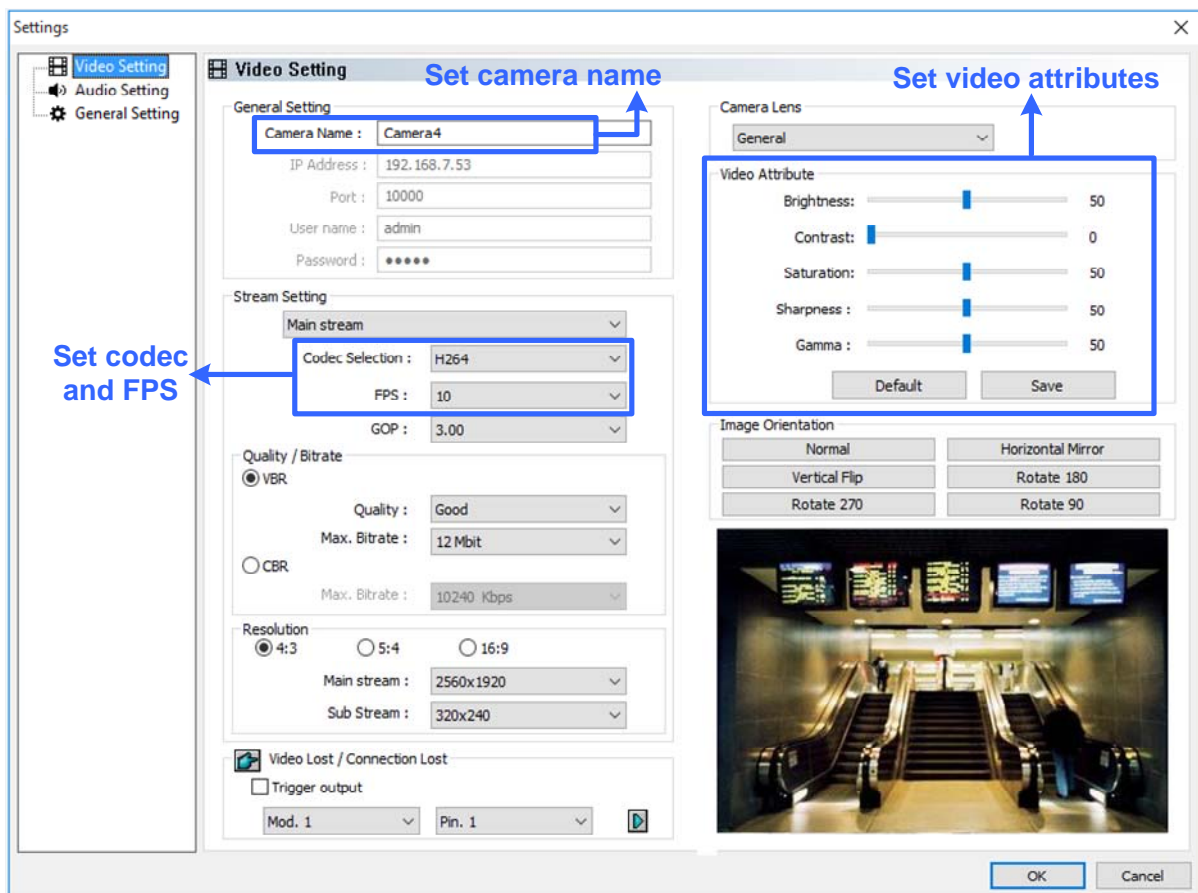 Settings
Video Setting
Audio Setting
General Setting
Video Setting
Set camera name
Set video attributes
General Setting
Camera Name : Camera4
IP Address : 192.168.7.53
Port : 10000
User name : admin
Password : •••••
Stream Setting
Main stream
Codec Selection : H264
FPS : 10
GOP : 3.00
Set codec
and FPS
Quality / Bitrate
VBR
Quality : Good
Max. Bitrate : 12 Mbit
CBR
Max. Bitrate : 10240 Kbps
Resolution
4:3 5:4 16:9
Main stream : 2560x1920
Sub Stream : 320x240
Video Lost / Connection Lost
Trigger output
Mod. 1 Pin. 1
Camera Lens
General
Video Attribute
Brightness: 50
Contrast: 0
Saturation: 50
Sharpness : 50
Gamma : 50
Default Save
Image Orientation
Normal Horizontal Mirror
Vertical Flip Rotate 180
Rotate 270 Rotate 90
OK Cancel